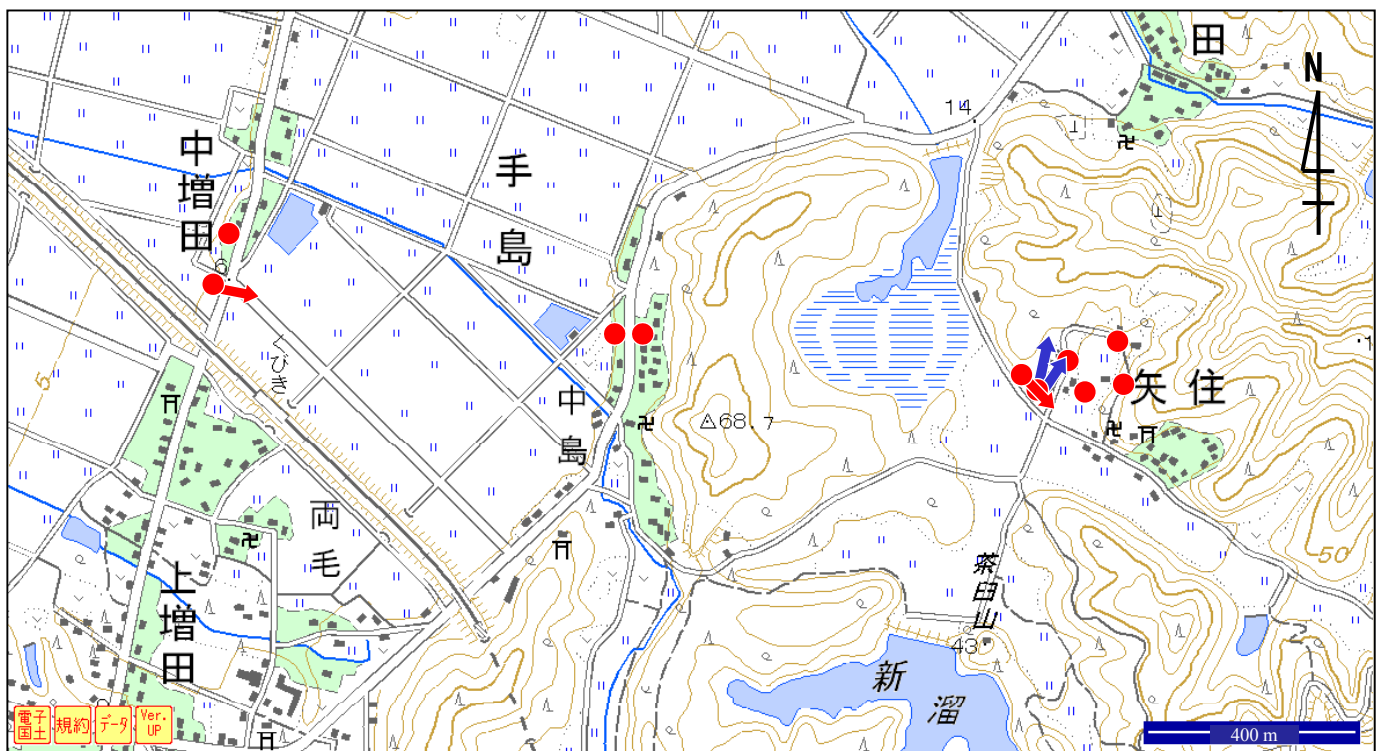 田
N
14
中増田
手島
6
くびき
5
中島
68.7
矢住
両毛
上増田
茶臼山
50
43
新溜
電子国土
規約
データ
Ver.UP
400 m